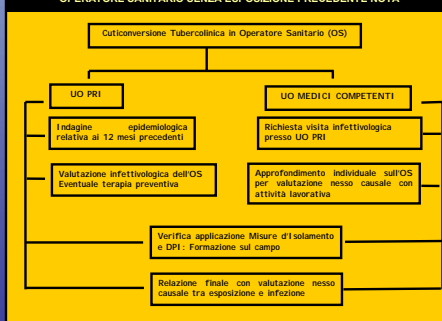 OPERATORE SANITARIO SENZA ESPOSIZIONE PRECEDENTE NOTA
Cuticonversione Tubercolinica in Operatore Sanitario (OS)
UO PRI
UO MEDICI COMPETENTI
Indagine epidemiologica
relativa ai 12 mesi precedenti
Richiesta visita infettivologica
presso UO PRI
Valutazione infettivologica dell'OS
Eventuale terapia preventiva
Approfondimento individuale sull'OS
per valutazione nesso causale con
attività lavorativa
Verifica applicazione Misure d'Isolamento
e DPI: Formazione sul campo
Relazione finale con valutazione nesso
causale tra esposizione e infezione